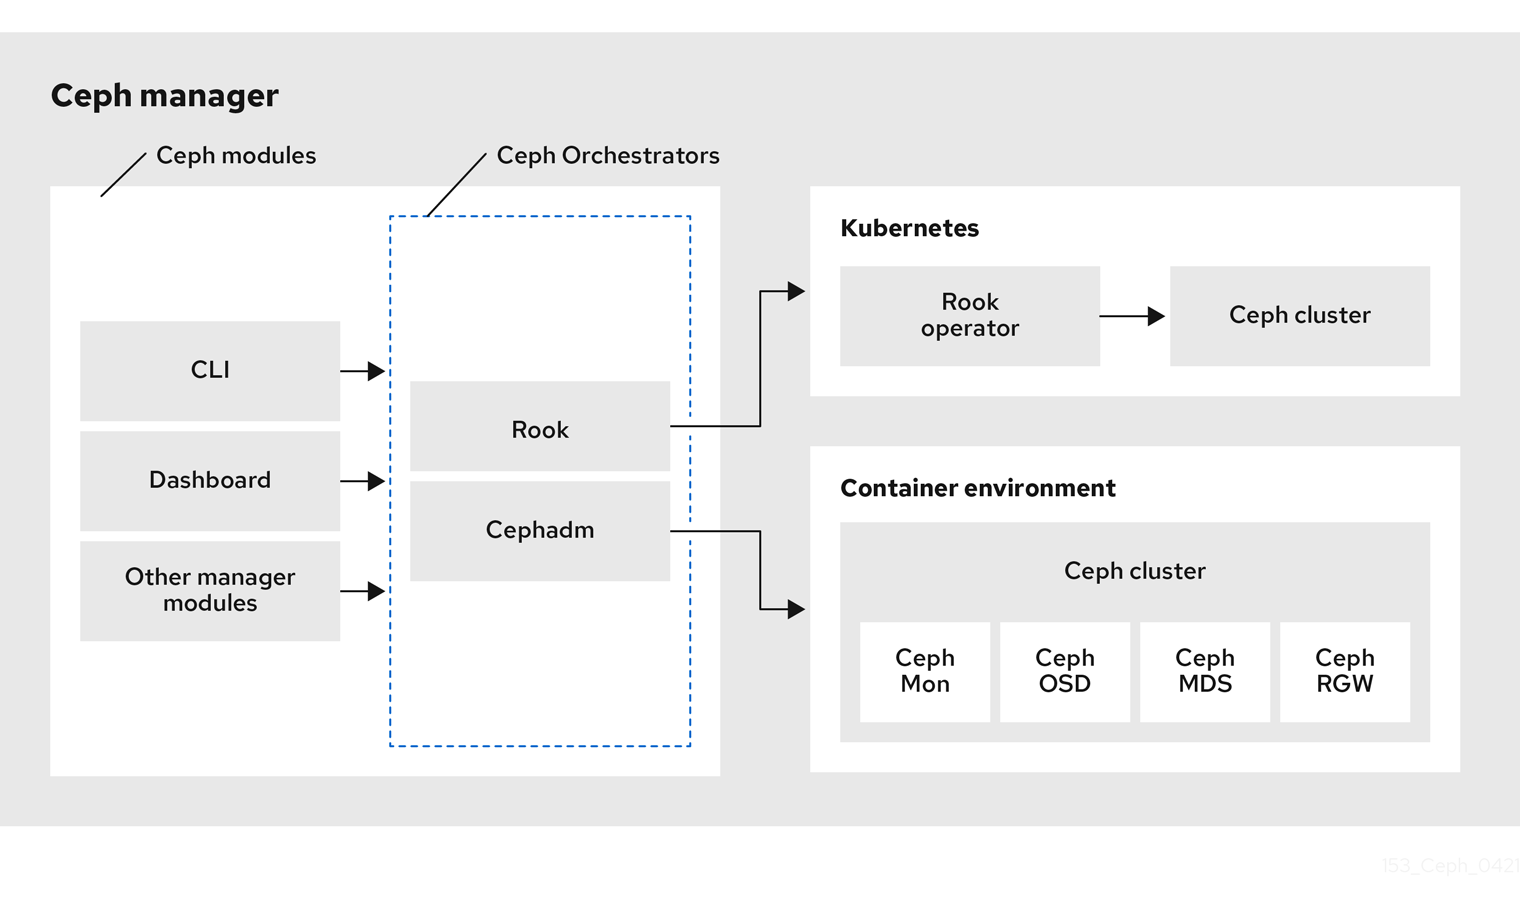 Ceph manager
Ceph modules
Ceph Orchestrators
CLI
Dashboard
Other manager
modules
Rook
Cephadm
Kubernetes
Rook
operator
Ceph cluster
Container environment
Ceph cluster
Ceph
Mon
Ceph
OSD
Ceph
MDS
Ceph
RGW
153_Ceph_0421